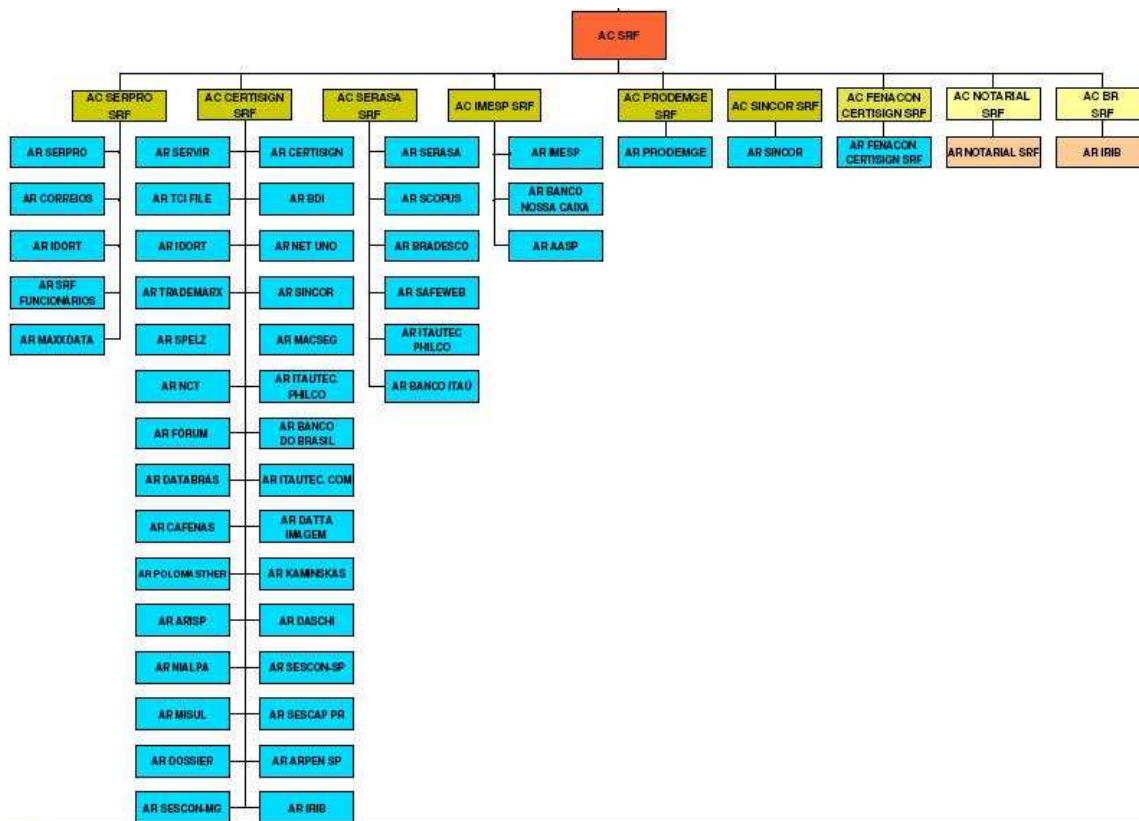 AC SRF
AC SERPRO
SRF
AC CERTISIGN
SRF
AC SERASA
SRF
AC IMESP SRF
AC PRODEMGE
SRF
AC SINCOR SRF
AC FENACON
CERTISIGN SRF
AC NOTARIAL
SRF
AC BR
SRF
AR SERPRO
AR SERVIR
AR CERTISIGN
AR SERASA
AR IMESP
AR PRODEMGE
AR SINCOR
AR FENACON
CERTISIGN SRF
AR NOTARIAL SRF
AR IRIB
AR CORREIOS
AR TCI FILE
AR BDI
AR SCOPUS
AR BANCO
NOSSA CAIXA
AR IDORT
AR IDORT
AR NET UNO
AR BRADESCO
AR AASP
AR SRF
FUNCIONÁRIOS
AR TRADEMARX
AR SINCOR
AR SAFEWEB
AR MAXXDATA
AR SPELZ
AR MACSEG
AR ITAUTEC
PHILCO
AR NCT
AR ITAUTEC.
PHILCO
AR BANCO ITAÚ
AR FÓRUM
AR BANCO
DO BRASIL
AR DATABRÁS
AR ITAUTEC. COM
AR CAFENAS
AR DATTA
IMAGEM
AR POLOMASTHER
AR KAMINSKAS
AR ARISP
AR DASCHI
AR NIALPA
AR SESCON-SP
AR MISUL
AR SESCAP PR
AR DOSSIER
AR ARPEN SP
AR SESCON-MG
AR IRIB